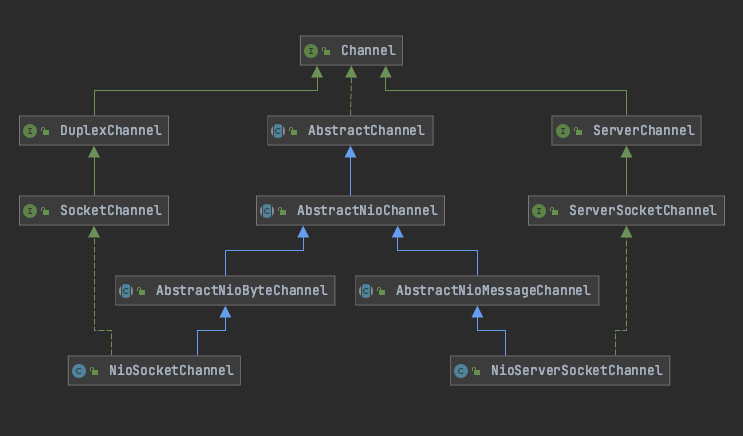 Channel
DuplexChannel
AbstractChannel
ServerChannel
SocketChannel
AbstractNioChannel
ServerSocketChannel
AbstractNioByteChannel
AbstractNioMessageChannel
NioSocketChannel
NioServerSocketChannel